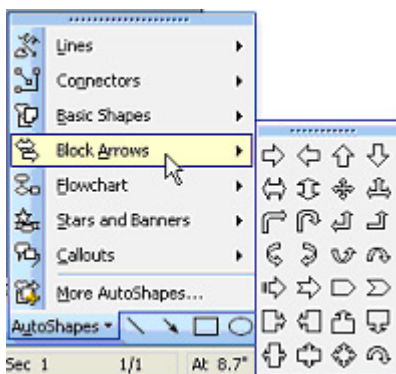 Lines
Connectors
Basic Shapes
Block Arrows
Flowchart
Stars and Banners
Callouts
More AutoShapes...
AutoShapes
Sec 1 1/1 At 8.7"